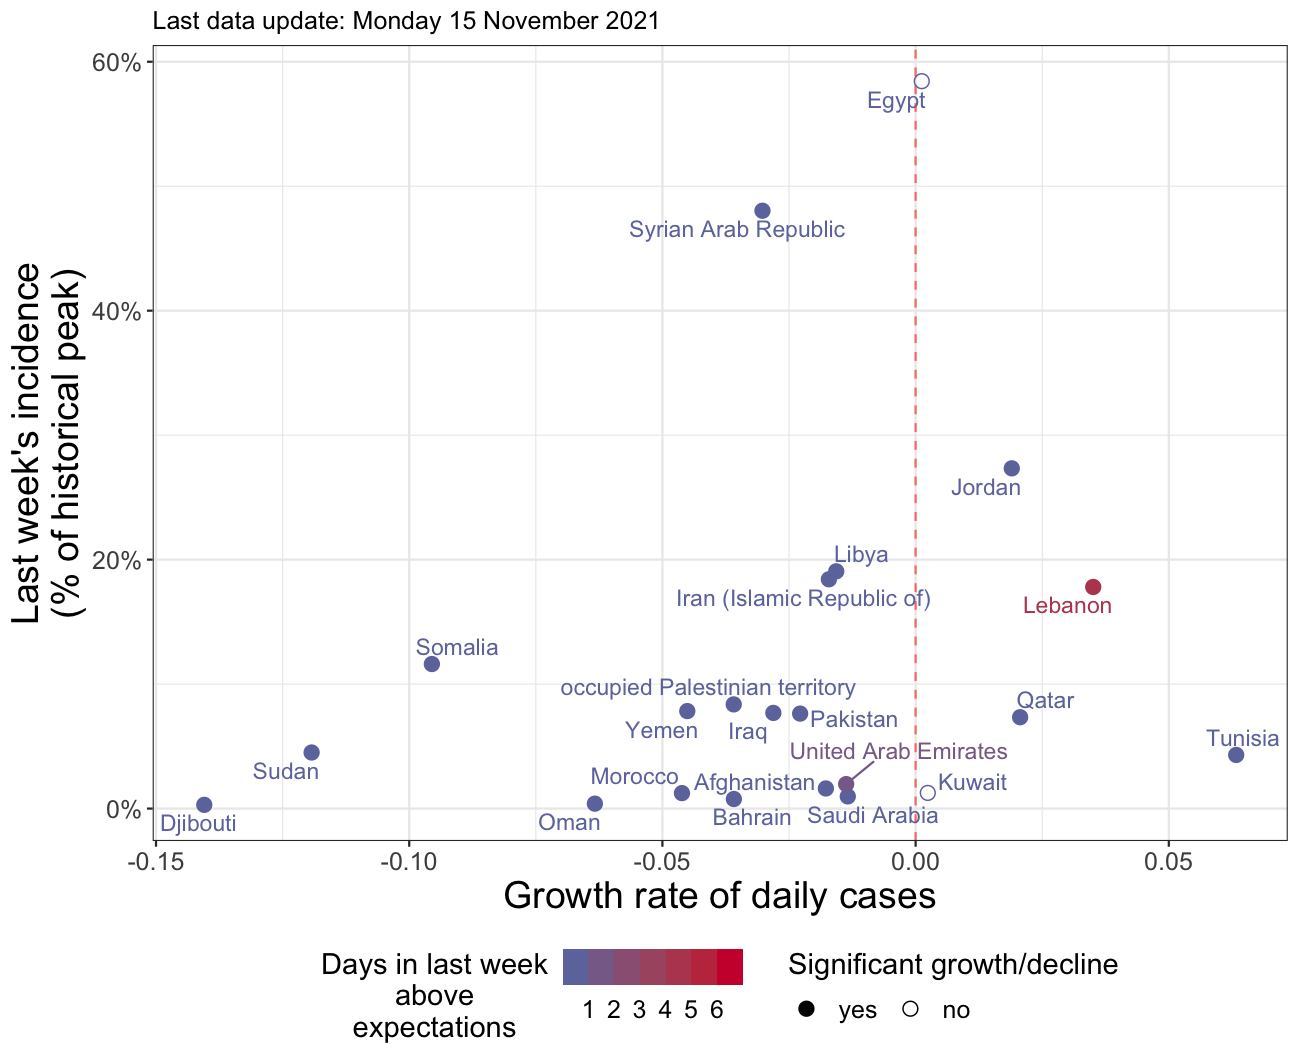 Last data update: Monday 15 November 2021
Last week's incidence
(% of historical peak)
60%
40%
20%
0%
Egypt
Syrian Arab Republic
Jordan
Libya
Iran (Islamic Republic of)
Lebanon
Somalia
occupied Palestinian territory
Qatar
Yemen
Iraq
Pakistan
Tunisia
United Arab Emirates
Sudan
Morocco
Afghanistan
Kuwait
Djibouti
Oman
Bahrain
Saudi Arabia
-0.15 -0.10 -0.05 0.00 0.05
Growth rate of daily cases
Days in last week
above
expectations
1 2 3 4 5 6
Significant growth/decline
yes no